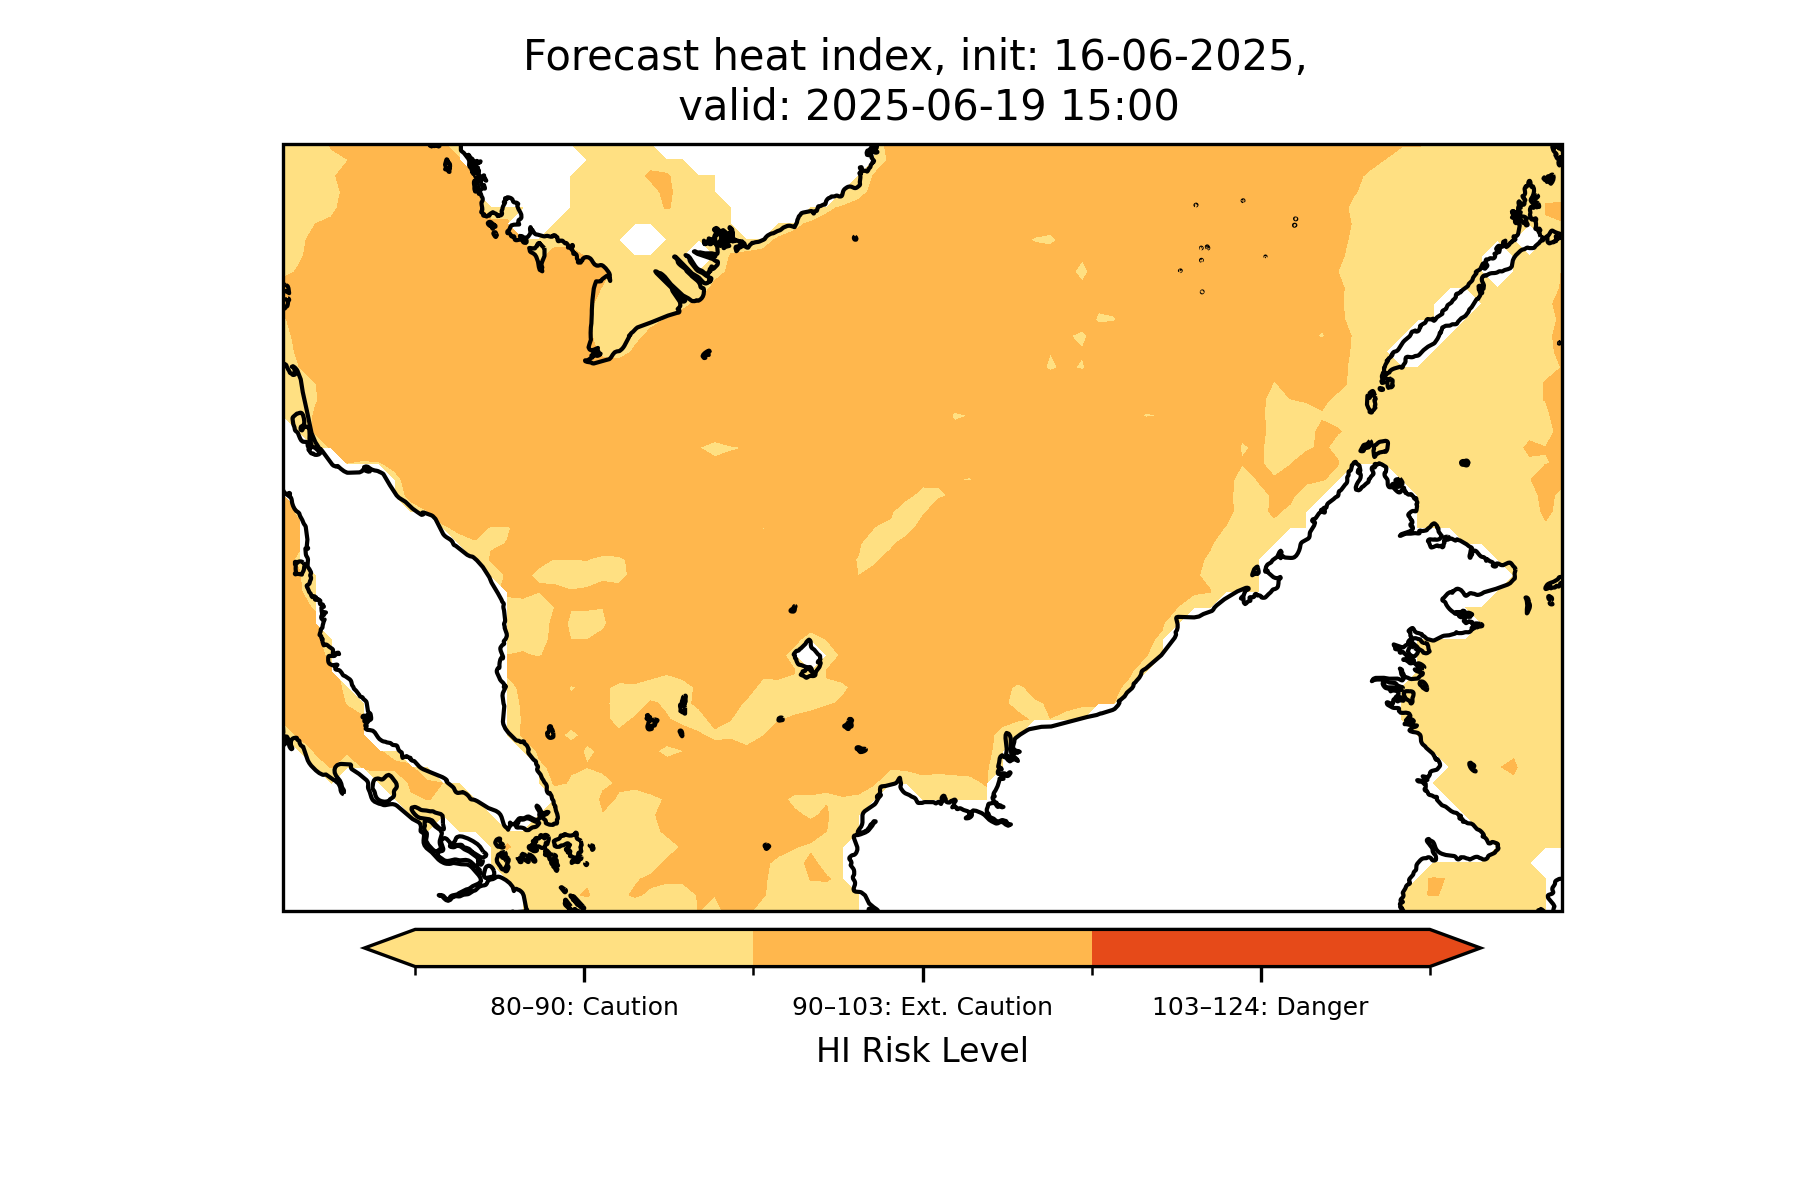 Forecast heat index, init: 16-06-2025,
valid: 2025-06-19 15:00
80–90: Caution
90–103: Ext. Caution
103–124: Danger
HI Risk Level